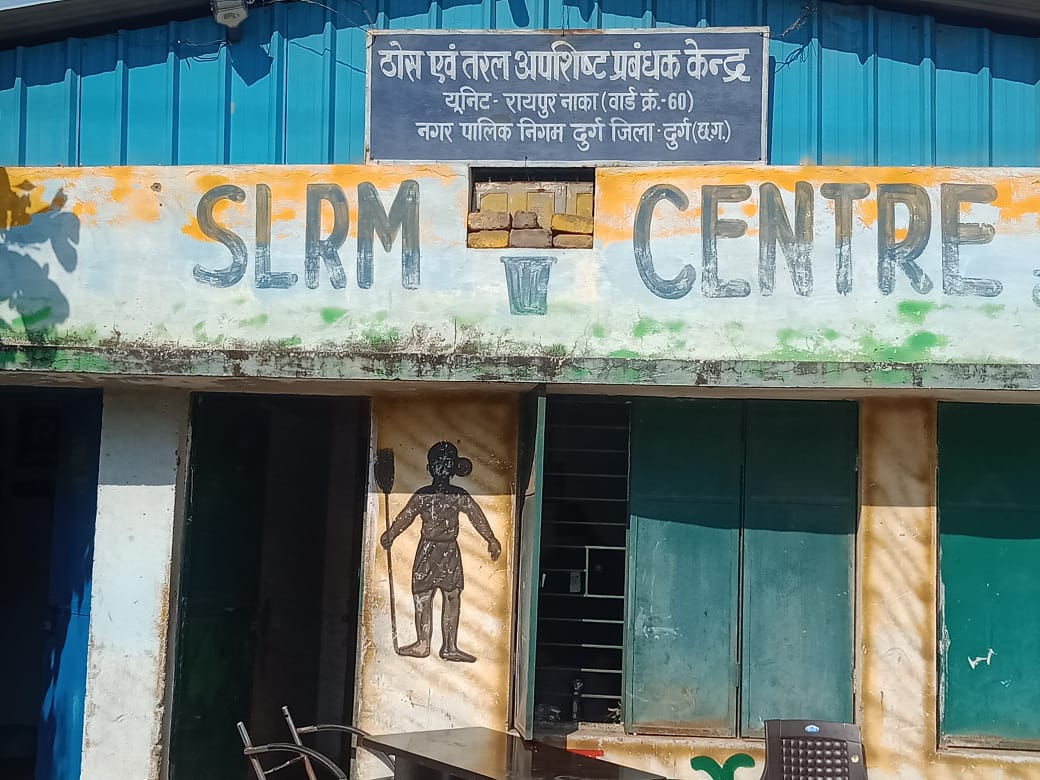 ठोस एवं तरल अपशिष्ट प्रबंधक केन्द्र
यूनिट - रायपुर नाका (वार्ड क्रं.-60)
नगर पालिक निगम दुर्ग जिला - दुर्ग (छ.ग.)
SLRM CENTRE